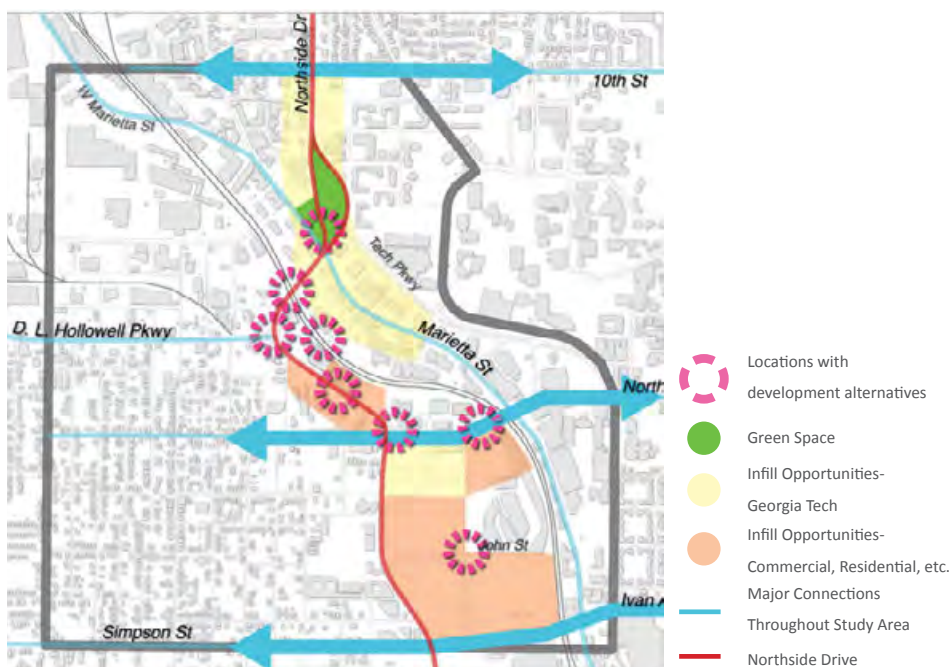 Northside Dr
10th St
W Marietta St
Tech Pkwy
D. L. Hollowell Pkwy
Marietta St
North
John St
Ivan A
Simpson St
Locations with
development alternatives
Green Space
Infill Opportunities-
Georgia Tech
Infill Opportunities-
Commercial, Residential, etc.
Major Connections
Throughout Study Area
Northside Drive